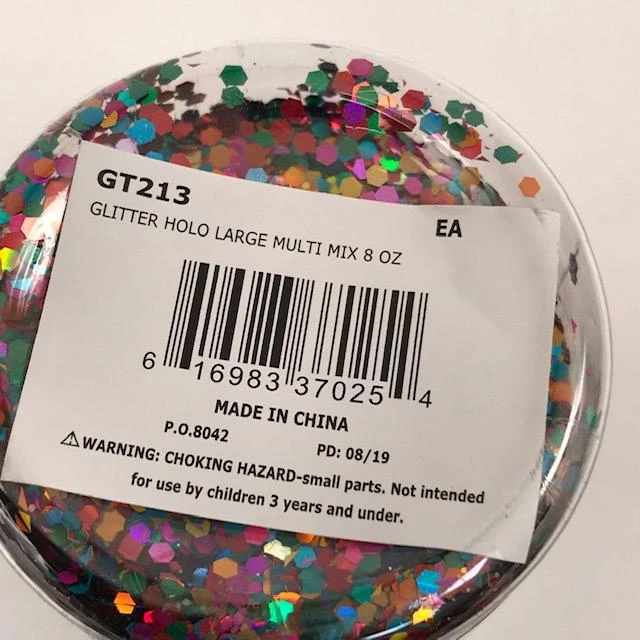 GT213
EA
GLITTER HOLO LARGE MULTI MIX 8 OZ
6 16983 37025 4
MADE IN CHINA
P.O.8042 PD: 08/19
⚠WARNING: CHOKING HAZARD-small parts. Not intended
for use by children 3 years and under.